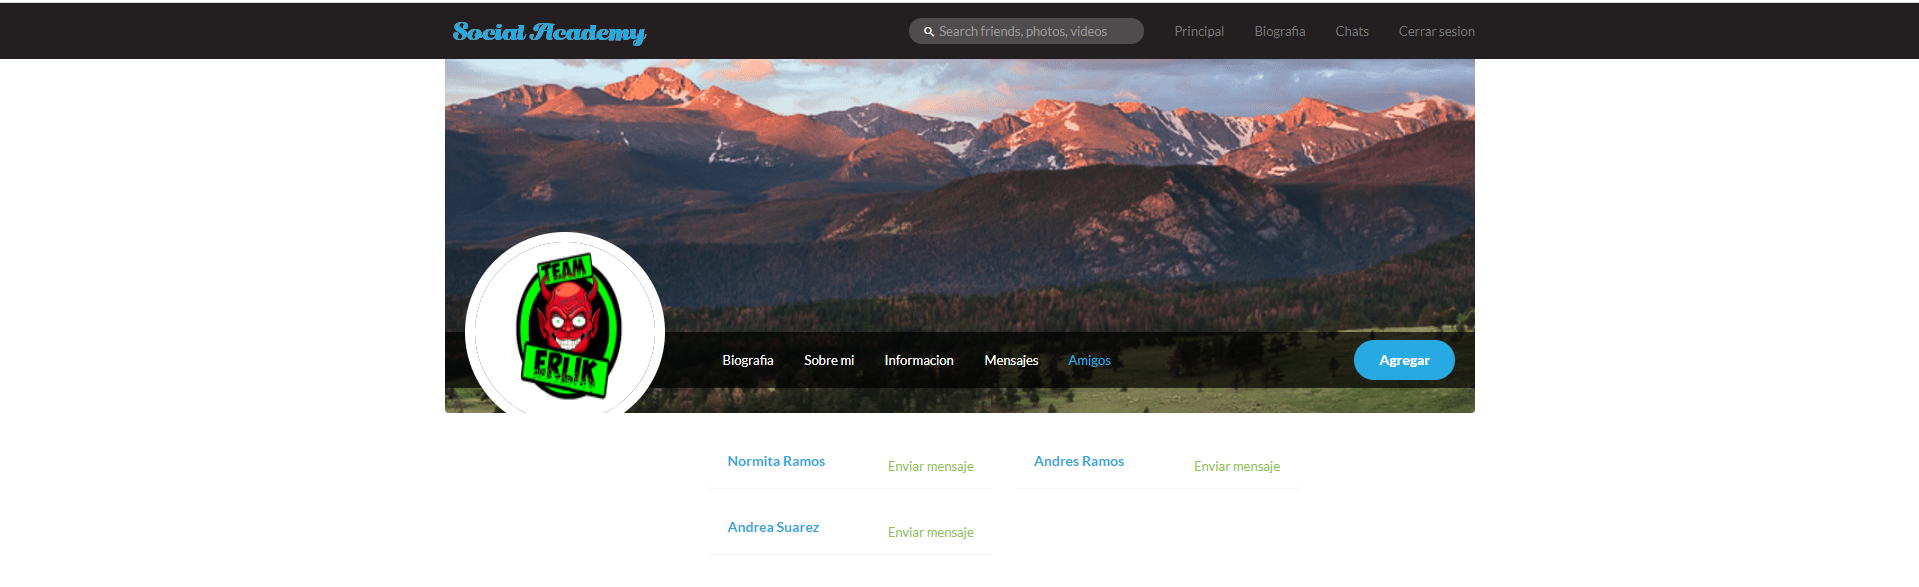 Social Academy
Search friends, photos, videos
Principal
Biografia
Chats
Cerrar sesion
TEAM
ERLIK
Biografia
Sobre mi
Informacion
Mensajes
Amigos
Agregar
Normita Ramos
Enviar mensaje
Andres Ramos
Enviar mensaje
Andrea Suarez
Enviar mensaje